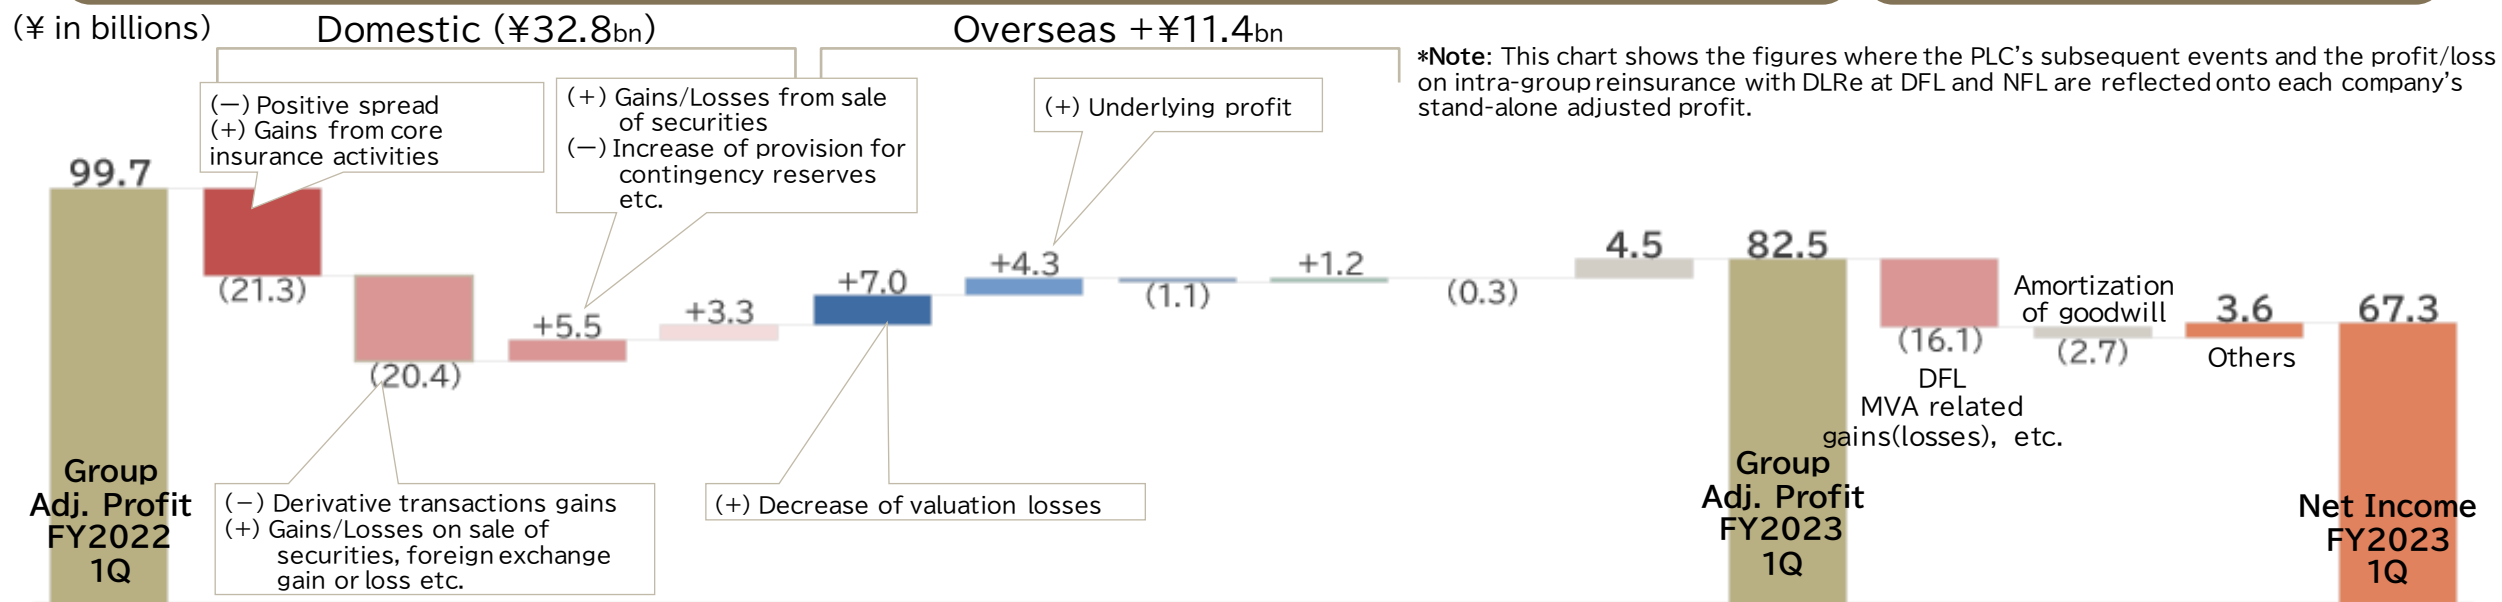 (¥ in billions)
Domestic (¥32.8bn)
Overseas +¥11.4bn
*Note: This chart shows the figures where the PLC's subsequent events and the profit/loss
on intra-group reinsurance with DLRe at DFL and NFL are reflected onto each company's
stand-alone adjusted profit.
(−) Positive spread
(+) Gains from core
insurance activities
(+) Gains/Losses from sale
of securities
(−) Increase of provision for
contingency reserves
etc.
(+) Underlying profit
99.7
(21.3)
(20.4)
+5.5
+3.3
+7.0
+4.3
(1.1)
+1.2
(0.3)
4.5
82.5
(16.1)
DFL
MVA related
gains(losses), etc.
Amortization
of goodwill
(2.7)
3.6
Others
67.3
Group
Adj. Profit
FY2022
1Q
(−) Derivative transactions gains
(+) Gains/Losses on sale of
securities, foreign exchange
gain or loss etc.
(+) Decrease of valuation losses
Group
Adj. Profit
FY2023
1Q
Net Income
FY2023
1Q